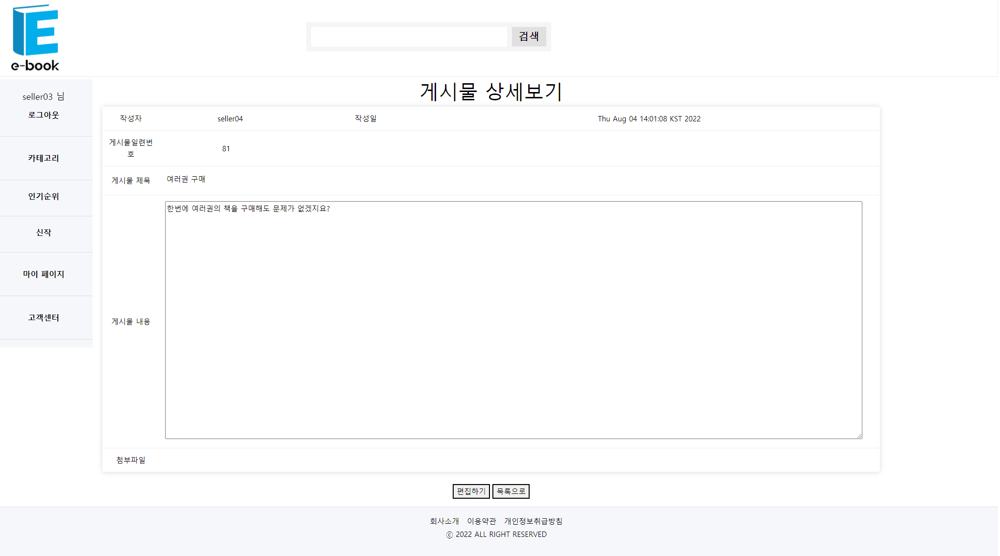 E
e-book
검색
seller03 님
로그아웃
카테고리
인기순위
신작
마이 페이지
고객센터
게시물 상세보기
작성자 seller04 작성일 Thu Aug 04 14:01:08 KST 2022
게시물일련번
호
81
게시물 제목 여러권 구매
게시물 내용
한번에 여러권의 책을 구매해도 문제가 없겠지요?
첨부파일
편집하기 목록으로
회사소개 이용약관 개인정보취급방침
ⓒ 2022 ALL RIGHT RESERVED